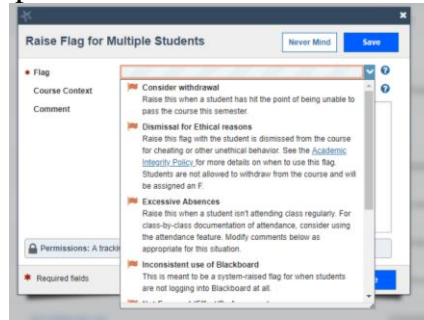 Raise Flag for Multiple Students
Never Mind
Save
* Flag
Course Context
Comment
Consider withdrawal
Raise this when a student has hit the point of being unable to
pass the course this semester.
Dismissal for Ethical reasons
Raise this flag with the student is dismissed from the course
for cheating or other unethical behavior. See the Academic
Integrity Policy for more details on when to use this flag.
Students are not allowed to withdraw from the course and will
be assigned an F.
Excessive Absences
Raise this when a student isn't attending class regularly. For
class-by-class documentation of attendance, consider using
the attendance feature. Modify comments below as
appropriate for this situation.
Inconsistent use of Blackboard
This is meant to be a system-raised flag for when students
are not logging into Blackboard at all.
Permissions: A
* Required fields